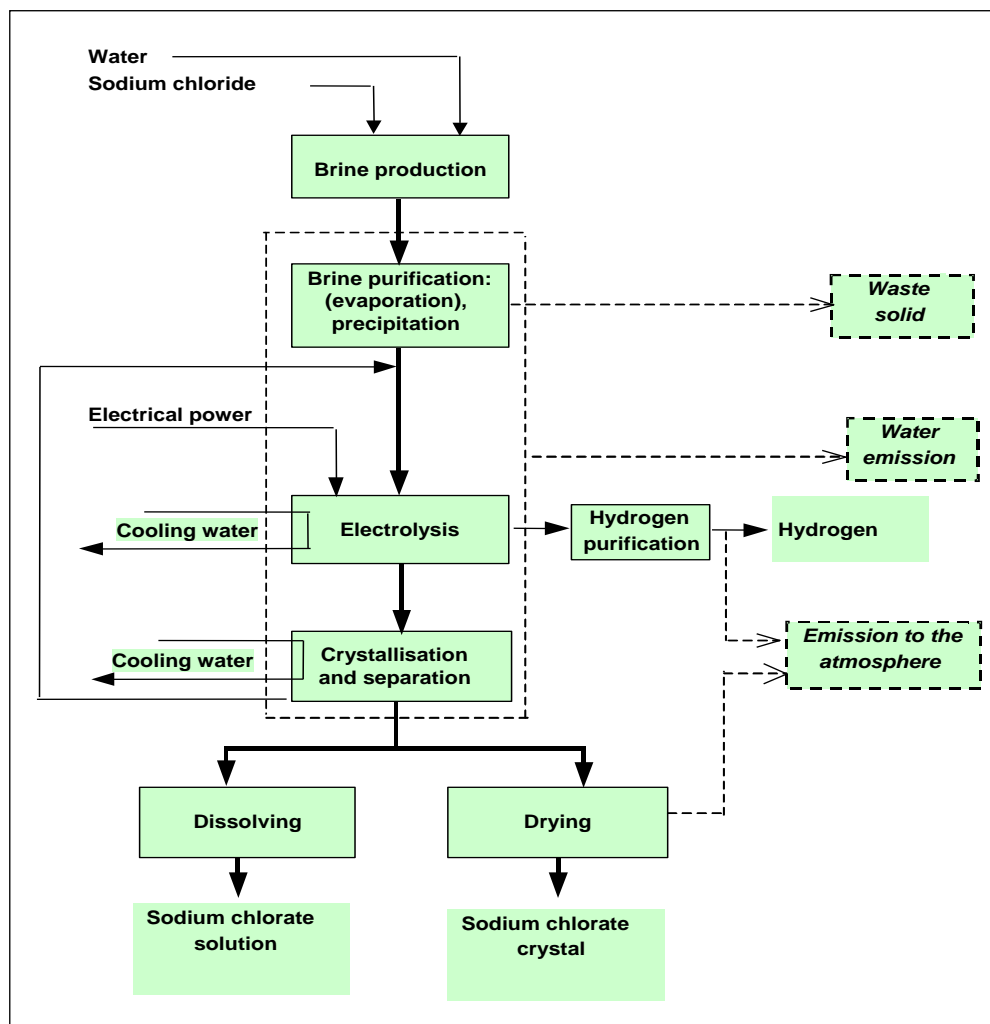 Water
Sodium chloride
Brine production
Brine purification:
(evaporation),
precipitation
Waste
solid
Electrical power
Water
emission
Cooling water
Electrolysis
Hydrogen
purification
Hydrogen
Cooling water
Crystallisation
and separation
Emission to the
atmosphere
Dissolving
Drying
Sodium chlorate
solution
Sodium chlorate
crystal